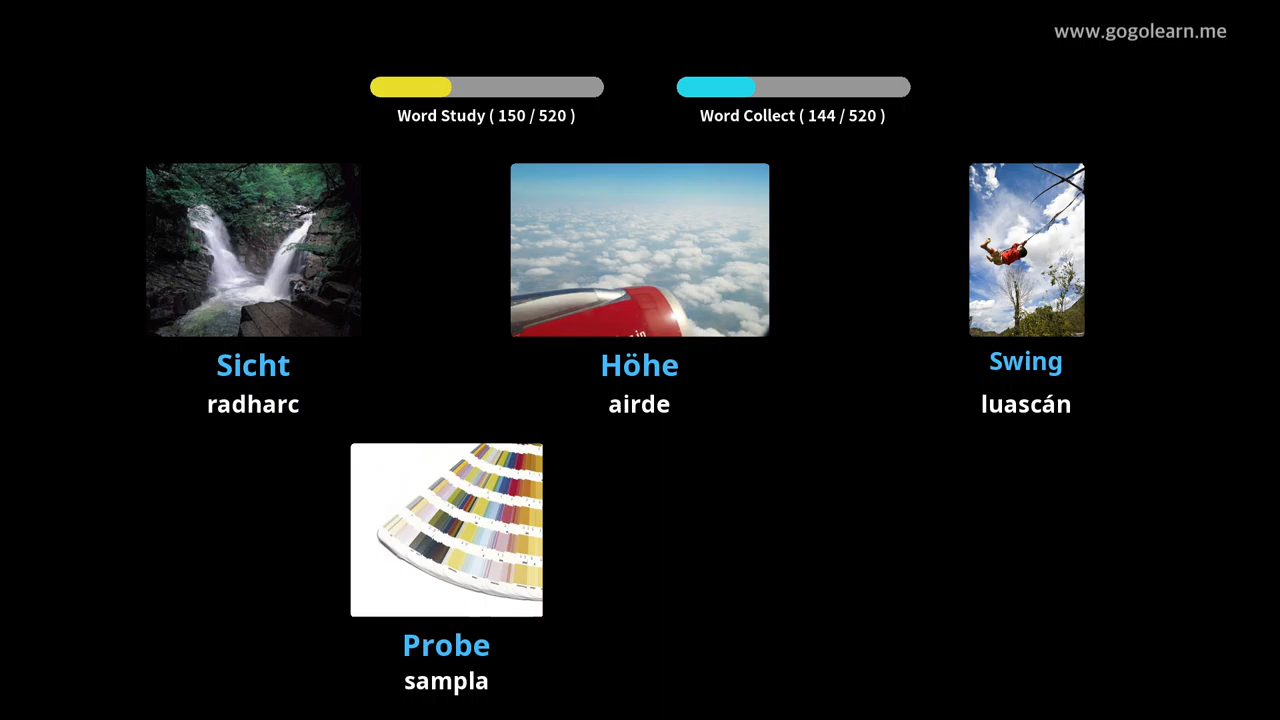 www.gogolearn.me
Word Study ( 150 / 520 )
Word Collect ( 144 / 520 )
Sicht
Höhe
Swing
radharc
airde
luascán
Probe
sampla